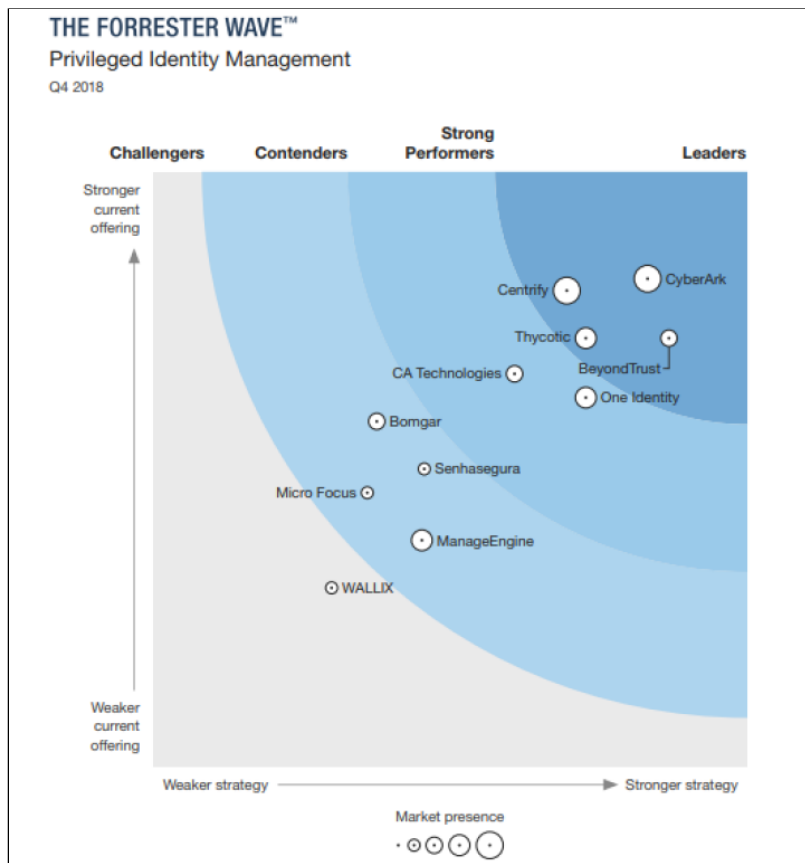 THE FORRESTER WAVE™
Privileged Identity Management
Q4 2018
Challengers
Contenders
Strong
Performers
Leaders
Stronger
current
offering
CyberArk
Centrify
Thycotic
BeyondTrust
CA Technologies
One Identity
Bomgar
Senhasegura
Micro Focus
ManageEngine
WALLIX
Weaker
current
offering
Weaker strategy
Stronger strategy
Market presence